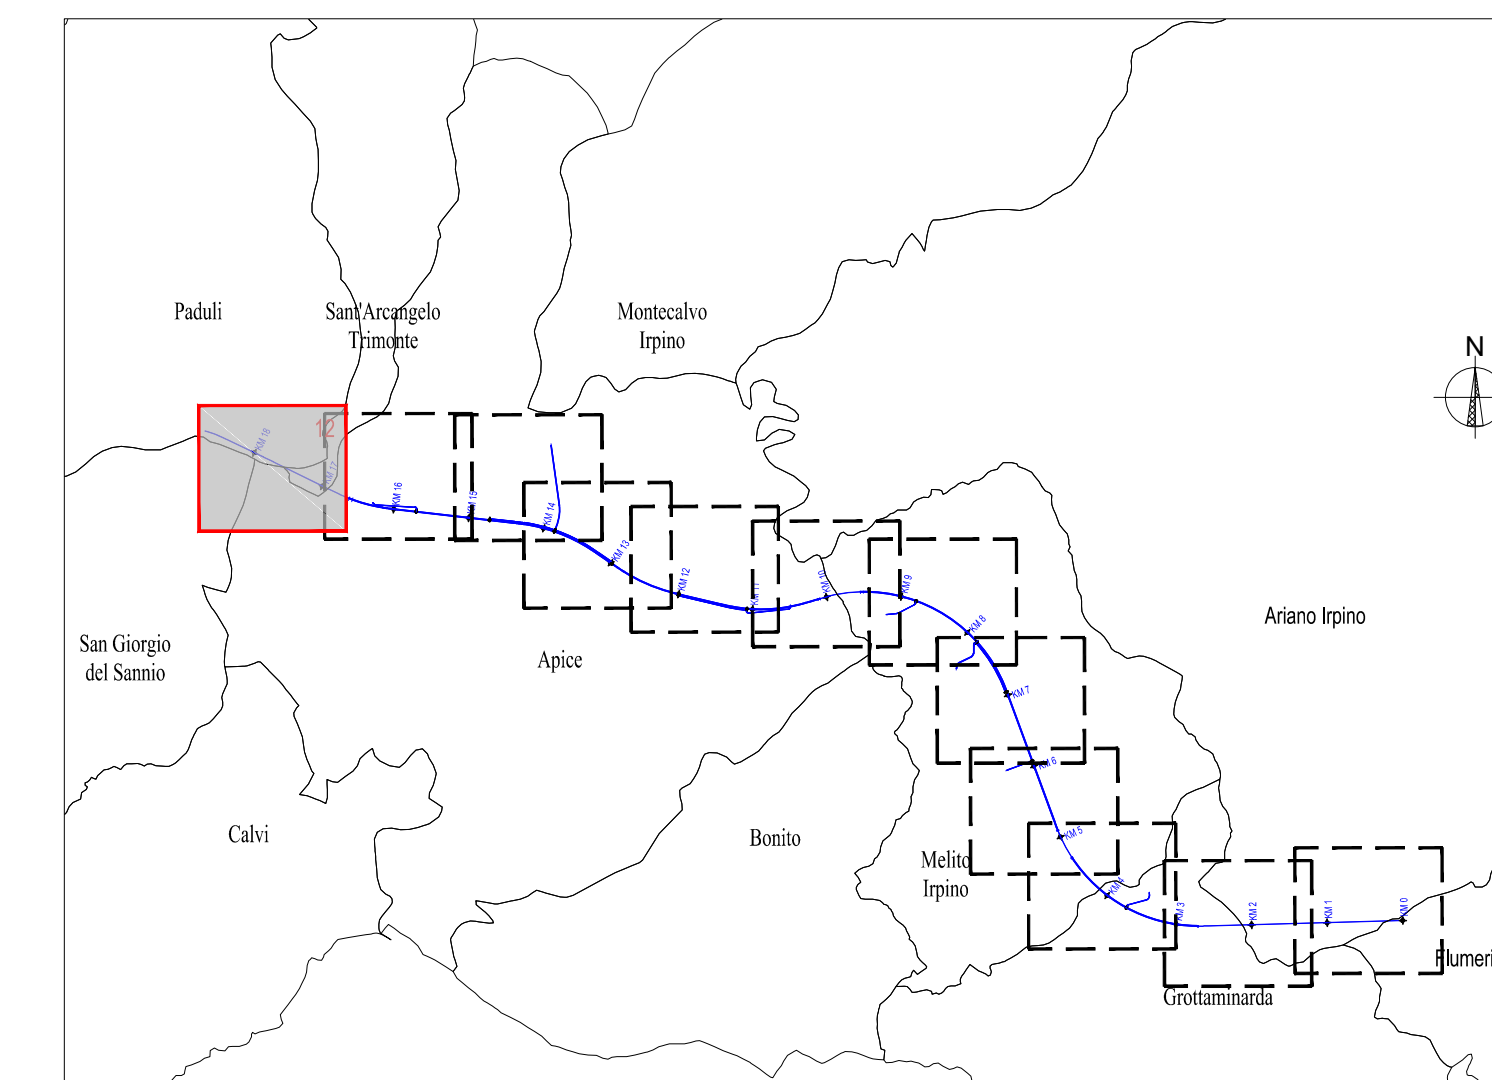 Paduli
Sant'Arcangelo
Trimonte
Montecalvo
Irpino
N
12
KM 18
KM 17
KM 16
KM 15
KM 14
KM 13
KM 12
KM 11
KM 10
KM 9
KM 8
KM 7
KM 6
KM 5
KM 4
KM 3
KM 2
KM 1
KM 0
Ariano Irpino
San Giorgio
del Sannio
Apice
Calvi
Bonito
Melito
Irpino
Flumeri
Grottaminarda